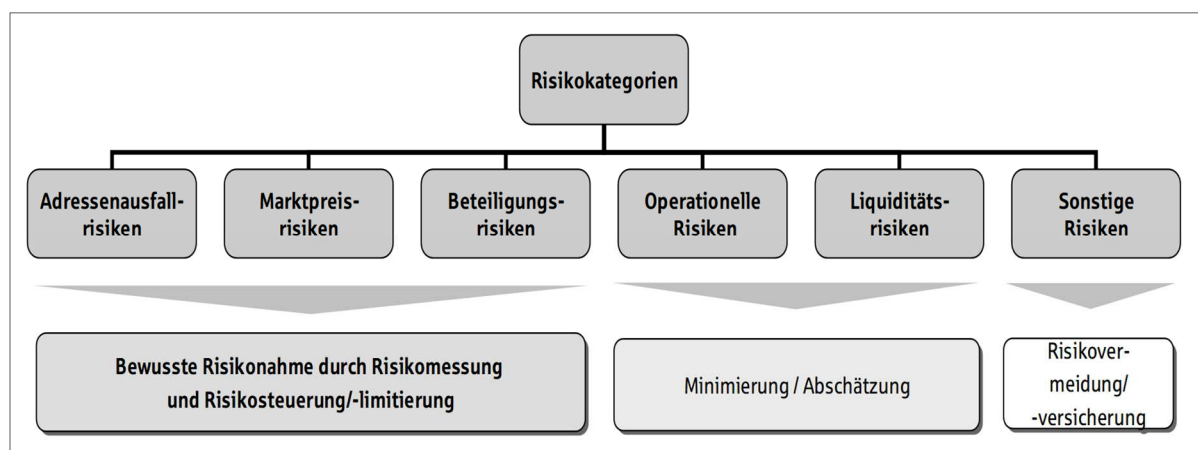 Risikokategorien
Adressenausfall-
risiken
Marktpreis-
risiken
Beteiligungs-
risiken
Operationelle
Risiken
Liquiditäts-
risiken
Sonstige
Risiken
Bewusste Risikonahme durch Risikomessung
und Risikosteuerung/-limitierung
Minimierung / Abschätzung
Risikover-
meidung/
-versicherung